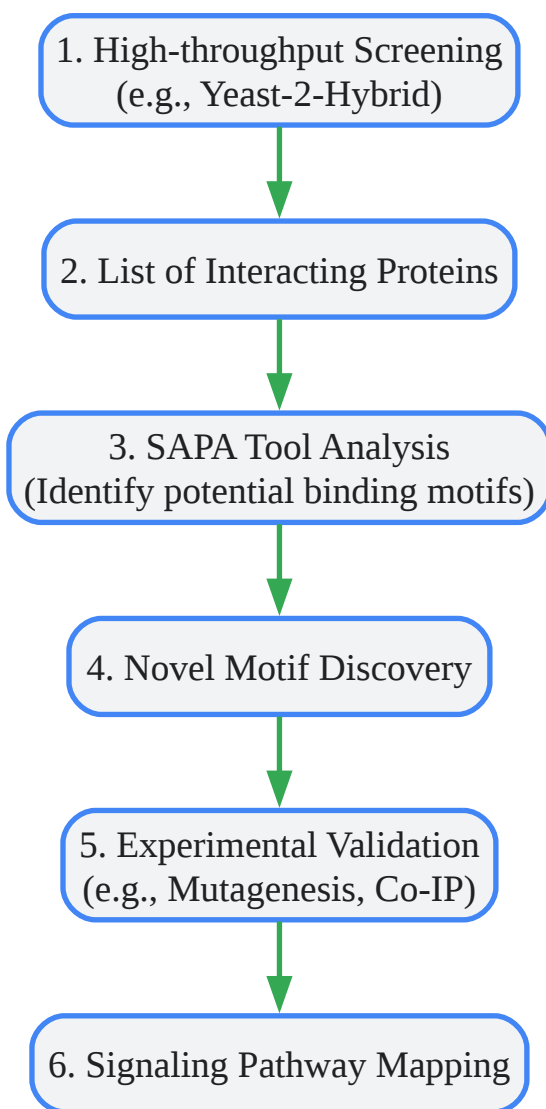 1. High-throughput Screening
(e.g., Yeast-2-Hybrid)
2. List of Interacting Proteins
3. SAPA Tool Analysis
(Identify potential binding motifs)
4. Novel Motif Discovery
5. Experimental Validation
(e.g., Mutagenesis, Co-IP)
6. Signaling Pathway Mapping